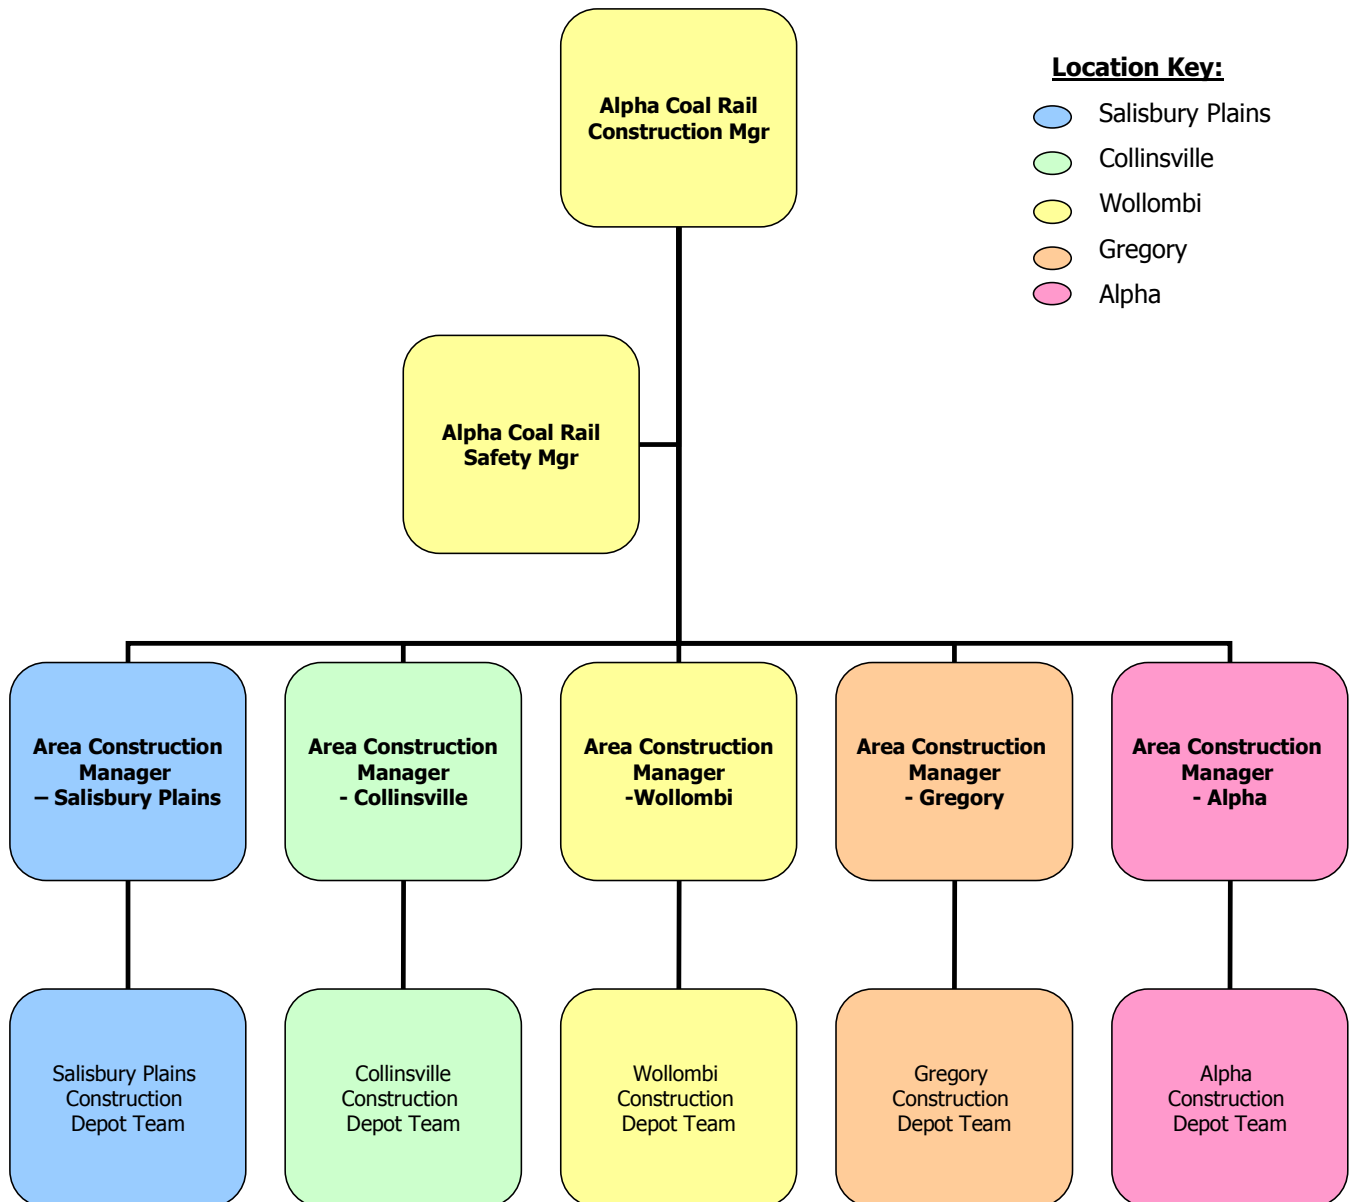 Alpha Coal Rail
Construction Mgr
Location Key:
Salisbury Plains
Collinsville
Wollombi
Gregory
Alpha
Alpha Coal Rail
Safety Mgr
Area Construction
Manager
– Salisbury Plains
Area Construction
Manager
- Collinsville
Area Construction
Manager
-Wollombi
Area Construction
Manager
- Gregory
Area Construction
Manager
- Alpha
Salisbury Plains
Construction
Depot Team
Collinsville
Construction
Depot Team
Wollombi
Construction
Depot Team
Gregory
Construction
Depot Team
Alpha
Construction
Depot Team